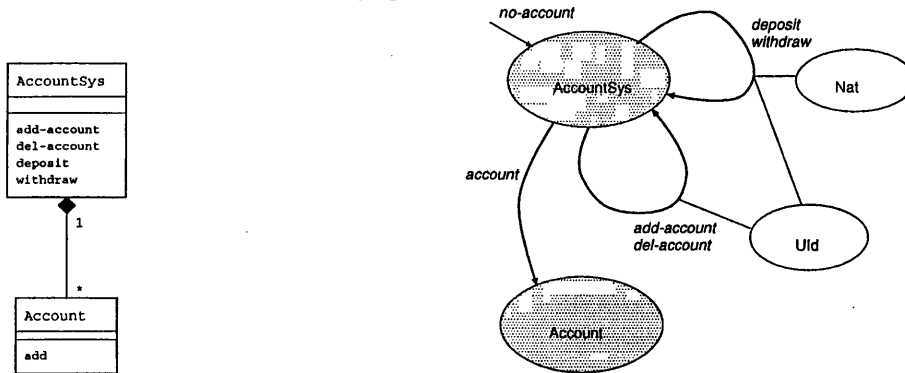 AccountSys
add-account
del-account
deposit
withdraw
1
*
Account
add
no-account
deposit
withdraw
AccountSys
Nat
account
add-account
del-account
UId
Account